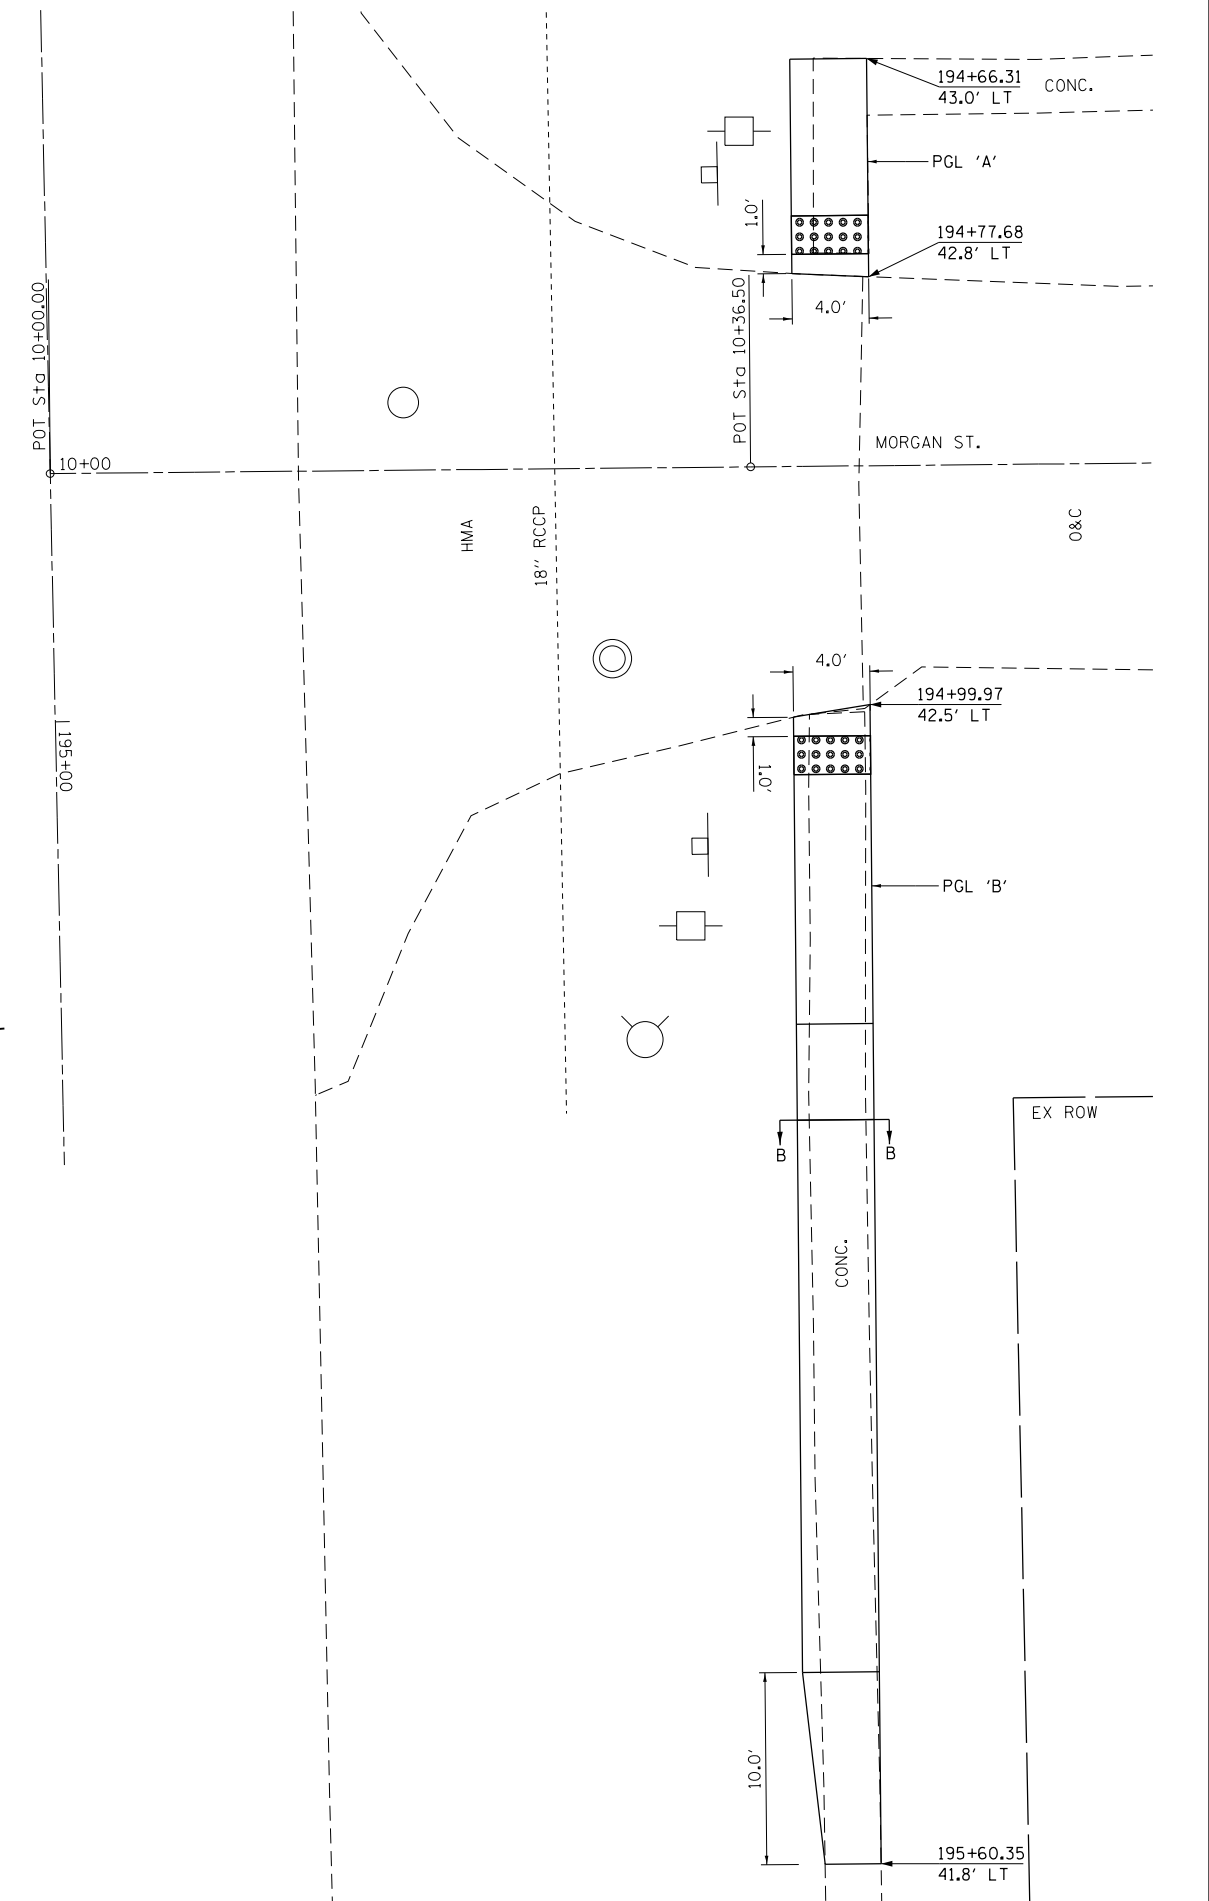 194+66.31
43.0' LT
CONC.
PGL 'A'
1.0'
194+77.68
42.8' LT
4.0'
POT Sta 10+00.00
POT Sta 10+36.50
10+00
MORGAN ST.
HMA
18'' RCCP
O&C
4.0'
194+99.97
42.5' LT
195+00
1.0'
PGL 'B'
EX ROW
B
B
CONC.
10.0'
195+60.35
41.8' LT